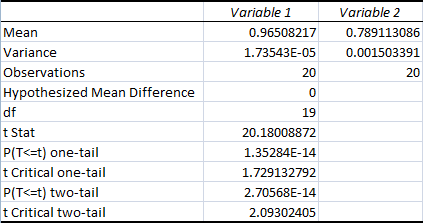 Variable 1 Variable 2
Mean 0.96508217 0.789113086
Variance 1.73543E-05 0.001503391
Observations 20 20
Hypothesized Mean Difference 0
df 19
t Stat 20.18008872
P(T<=t) one-tail 1.35284E-14
t Critical one-tail 1.729132792
P(T<=t) two-tail 2.70568E-14
t Critical two-tail 2.09302405